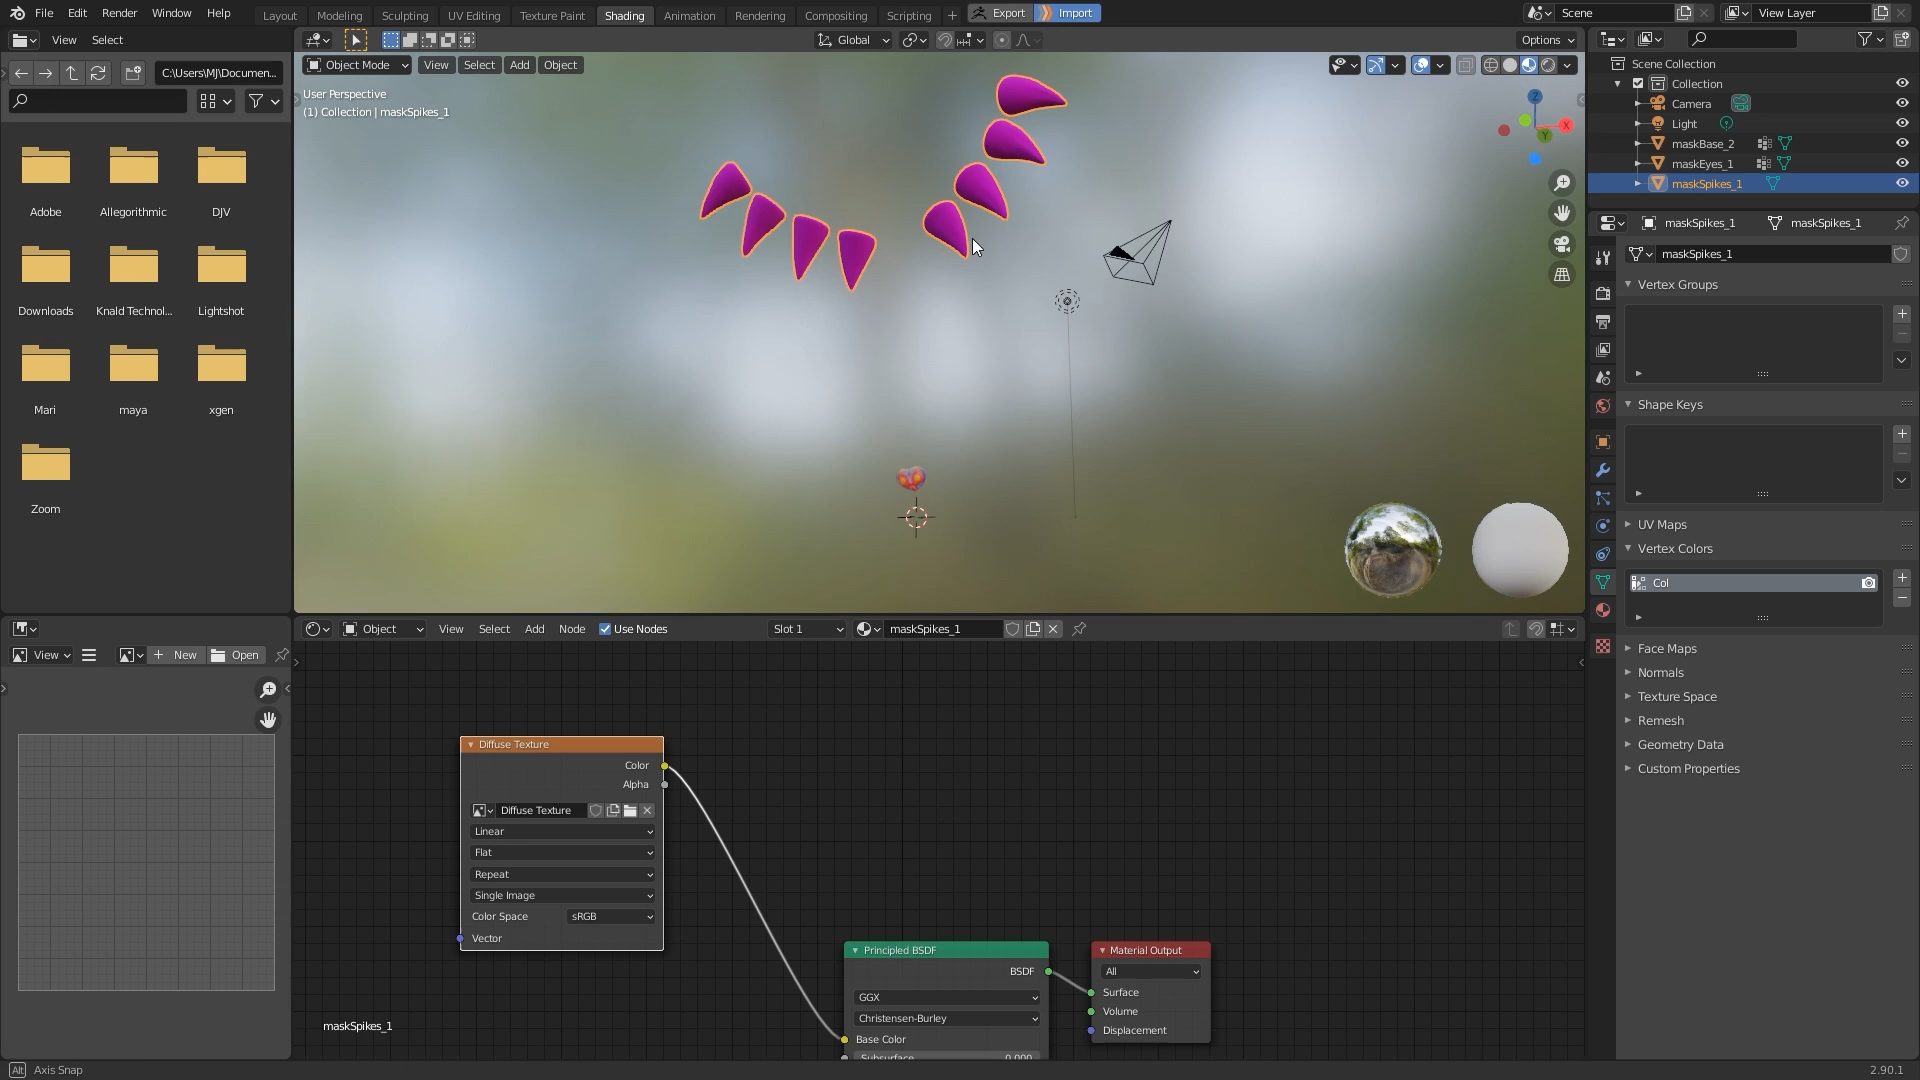 File Edit Render Window Help Layout Modeling Sculpting UV Editing Texture Paint Shading Animation Rendering Compositing Scripting + Export Import Scene View Layer
View Select Global Options
C:\Users\MJ\Documen... Object Mode View Select Add Object
User Perspective
(1) Collection | maskSpikes_1
Adobe Allegorithmic DJV
Downloads Knald Technol... Lightshot
Mari maya xgen
Zoom
Z
X
Y
Scene Collection
Collection
Camera
Light
maskBase_2
maskEyes_1
maskSpikes_1
maskSpikes_1 maskSpikes_1
maskSpikes_1
Vertex Groups
Shape Keys
UV Maps
Vertex Colors
Col
Face Maps
Normals
Texture Space
Remesh
Geometry Data
Custom Properties
Object View Select Add Node Use Nodes Slot 1 maskSpikes_1
View New Open
Diffuse Texture
Color
Alpha
Diffuse Texture
Linear
Flat
Repeat
Single Image
Color Space sRGB
Vector
Principled BSDF
BSDF
GGX
Christensen-Burley
Base Color
Subsurface 0.000
Material Output
All
Surface
Volume
Displacement
maskSpikes_1
Alt Axis Snap 2.90.1